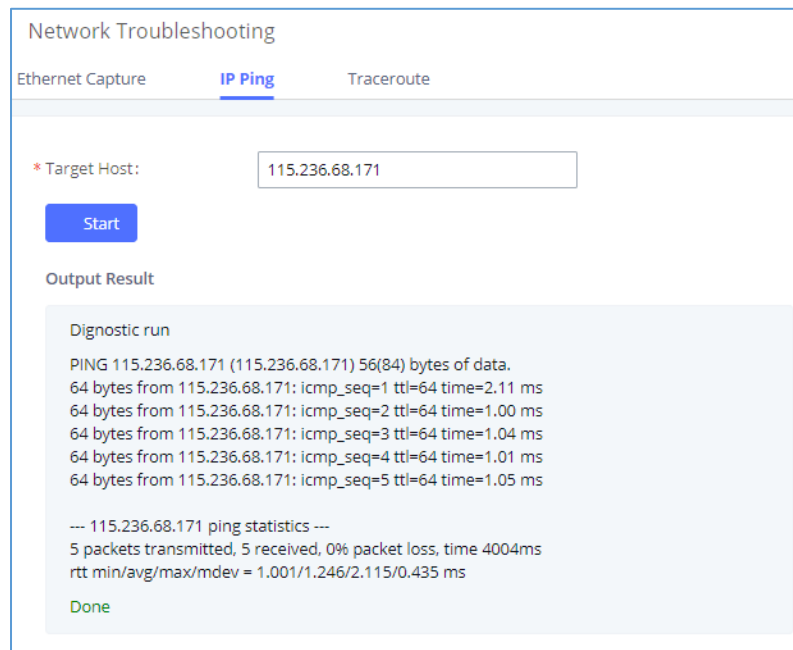 Network Troubleshooting
Ethernet Capture IP Ping Traceroute
* Target Host: 115.236.68.171
Start
Output Result
Dignostic run
PING 115.236.68.171 (115.236.68.171) 56(84) bytes of data.
64 bytes from 115.236.68.171: icmp_seq=1 ttl=64 time=2.11 ms
64 bytes from 115.236.68.171: icmp_seq=2 ttl=64 time=1.00 ms
64 bytes from 115.236.68.171: icmp_seq=3 ttl=64 time=1.04 ms
64 bytes from 115.236.68.171: icmp_seq=4 ttl=64 time=1.01 ms
64 bytes from 115.236.68.171: icmp_seq=5 ttl=64 time=1.05 ms
--- 115.236.68.171 ping statistics ---
5 packets transmitted, 5 received, 0% packet loss, time 4004ms
rtt min/avg/max/mdev = 1.001/1.246/2.115/0.435 ms
Done